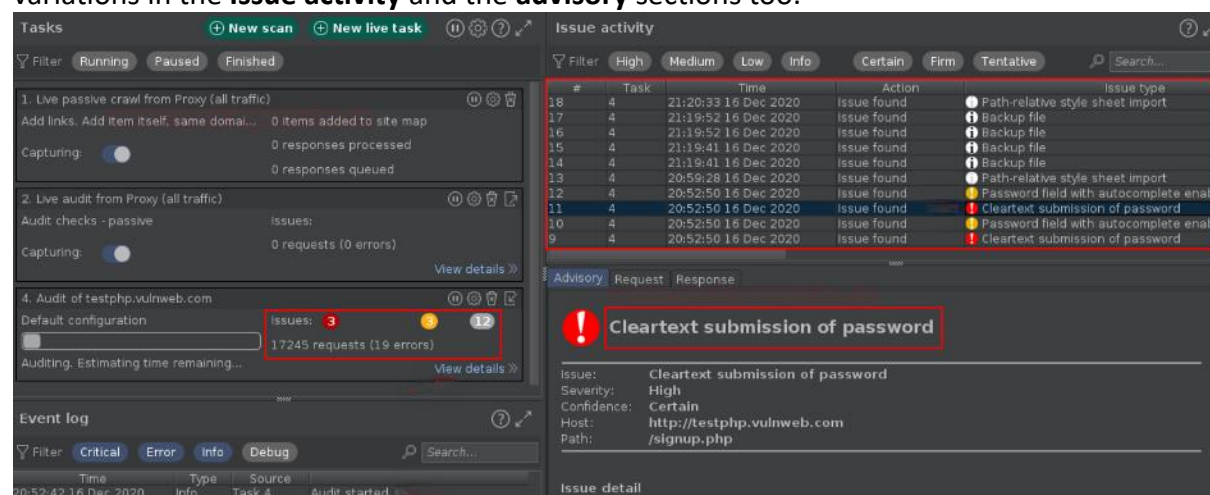 variations in the issue activity and the advisory sections too.
Tasks
New scan
New live task
Filter Running Paused Finished
1. Live passive crawl from Proxy (all traffic)
Add links. Add item itself, same domai... 0 items added to site map
Capturing: 0 responses processed
0 responses queued
2. Live audit from Proxy (all traffic)
Audit checks - passive Issues:
Capturing: 0 requests (0 errors)
View details
4. Audit of testphp.vulnweb.com
Default configuration Issues: 3 3 12
17245 requests (19 errors)
Auditing. Estimating time remaining...
View details
Event log
Filter Critical Error Info Debug Search...
Time Type Source
20:52:42 16 Dec 2020 Info Task 4 Audit started
Issue activity
Filter High Medium Low Info Certain Firm Tentative Search...
# Task Time Action Issue type
18 4 21:20:33 16 Dec 2020 Issue found Path-relative style sheet import
17 4 21:19:52 16 Dec 2020 Issue found Backup file
16 4 21:19:52 16 Dec 2020 Issue found Backup file
15 4 21:19:41 16 Dec 2020 Issue found Backup file
14 4 21:19:41 16 Dec 2020 Issue found Backup file
13 4 20:59:28 16 Dec 2020 Issue found Path-relative style sheet import
12 4 20:52:50 16 Dec 2020 Issue found Password field with autocomplete enab
11 4 20:52:50 16 Dec 2020 Issue found Cleartext submission of password
10 4 20:52:50 16 Dec 2020 Issue found Password field with autocomplete enab
9 4 20:52:50 16 Dec 2020 Issue found Cleartext submission of password
Advisory Request Response
Cleartext submission of password
Issue: Cleartext submission of password
Severity: High
Confidence: Certain
Host: http://testphp.vulnweb.com
Path: /signup.php
Issue detail